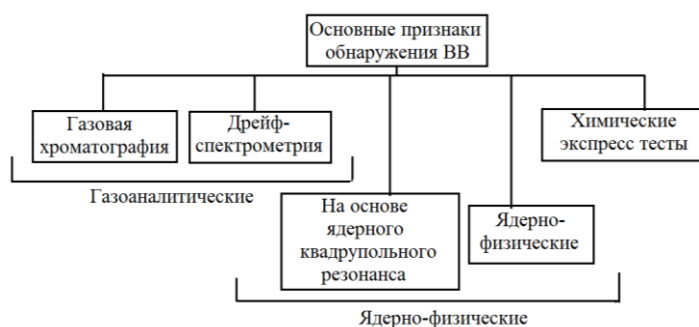 Основные признаки
обнаружения ВВ
Газовая
хроматография
Дрейф-
спектрометрия
Химические
экспресс тесты
Газоаналитические
На основе
ядерного
квадрупольного
резонанса
Ядерно-
физические
Ядерно-физические